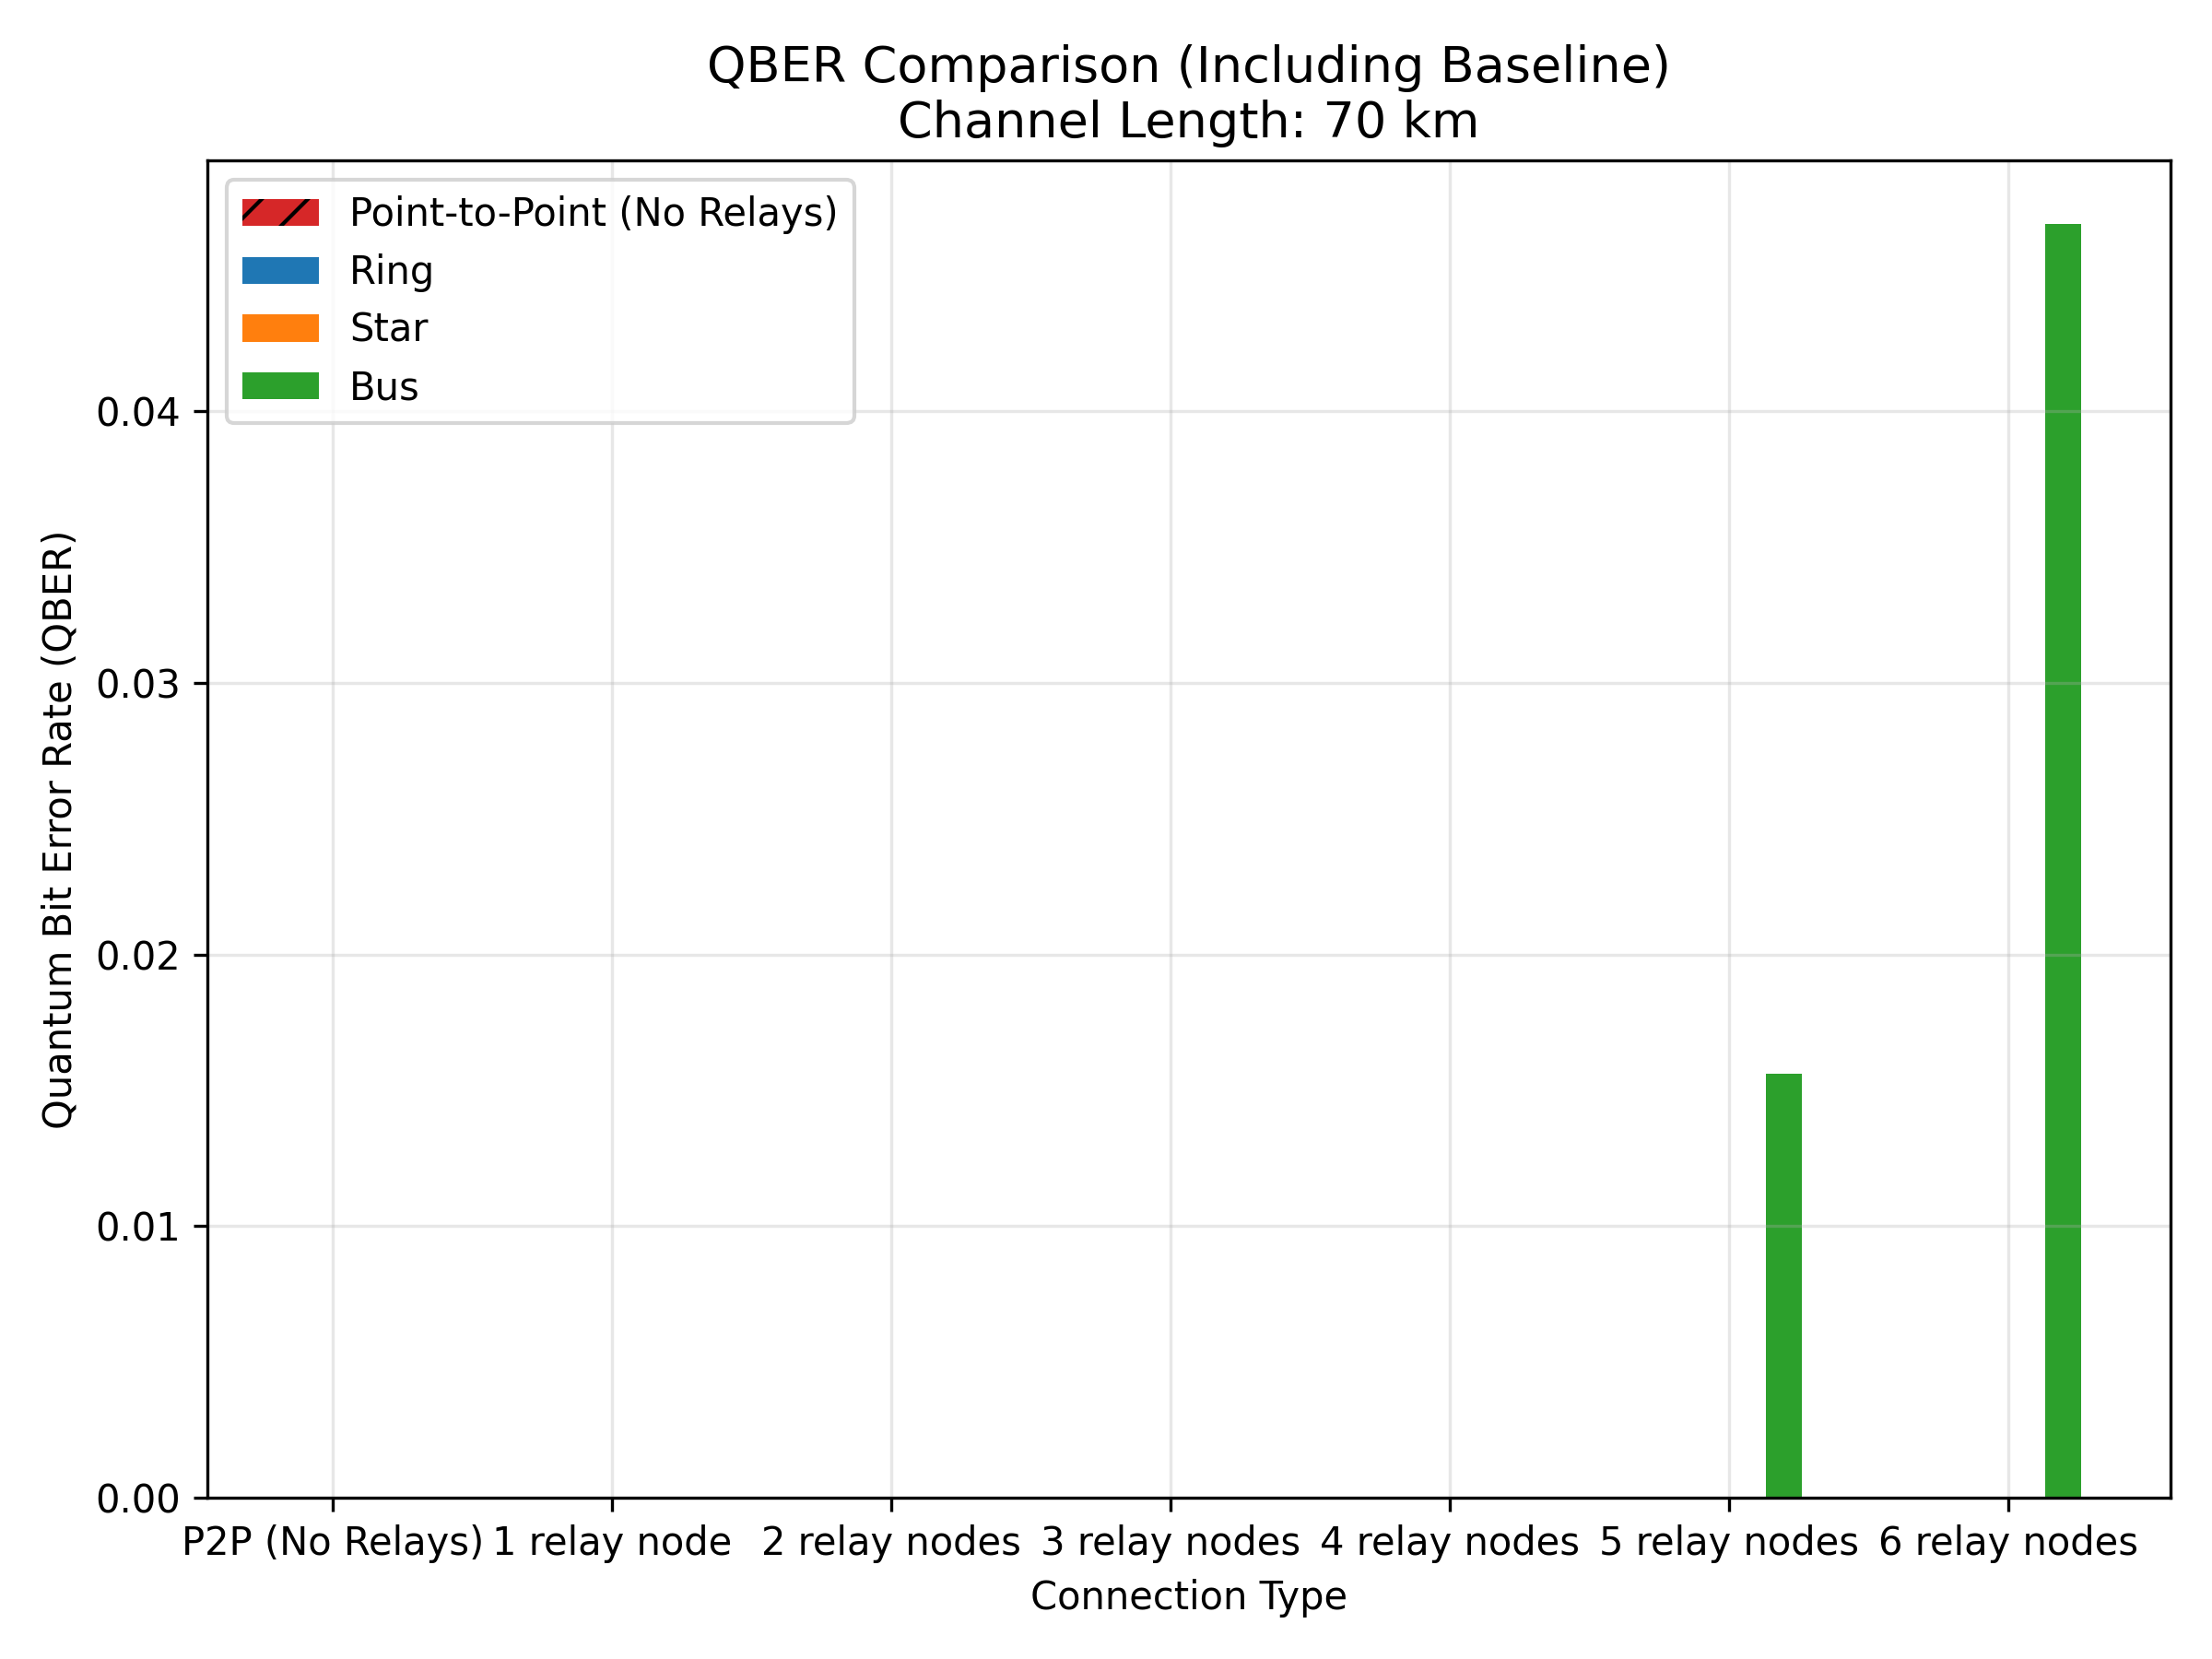 QBER Comparison (Including Baseline)
Channel Length: 70 km
Point-to-Point (No Relays)
Ring
Star
Bus
Quantum Bit Error Rate (QBER)
0.04
0.03
0.02
0.01
0.00
P2P (No Relays) 1 relay node 2 relay nodes 3 relay nodes 4 relay nodes 5 relay nodes 6 relay nodes
Connection Type